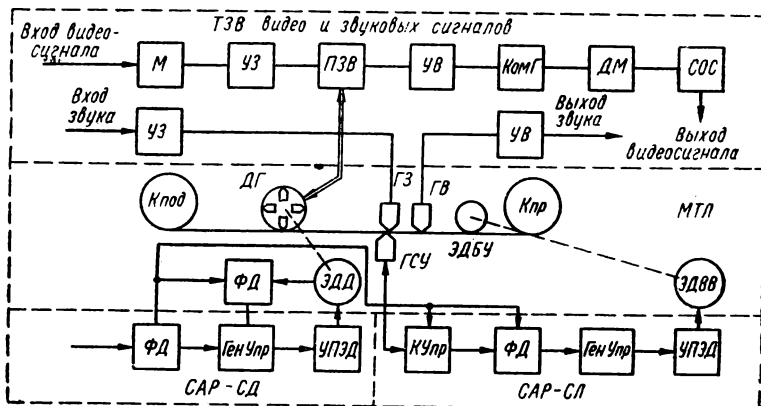 ТЗВ видео и звуковых сигналов
Вход видео-
сигнала
М
УЗ
ПЗВ
УВ
КомГ
ДМ
СОС
Вход
звука
УЗ
УВ
Выход
звука
Выход
видеосигнала
Кпод
ДГ
ГЗ
ГВ
Кпр
МТЛ
ГСУ
ЭДБУ
ФД
ЭДД
ЭДВВ
ФД
ГенУпр
УПЭД
КУпр
ФД
ГенУпр
УПЭД
САР-СД
САР-СЛ